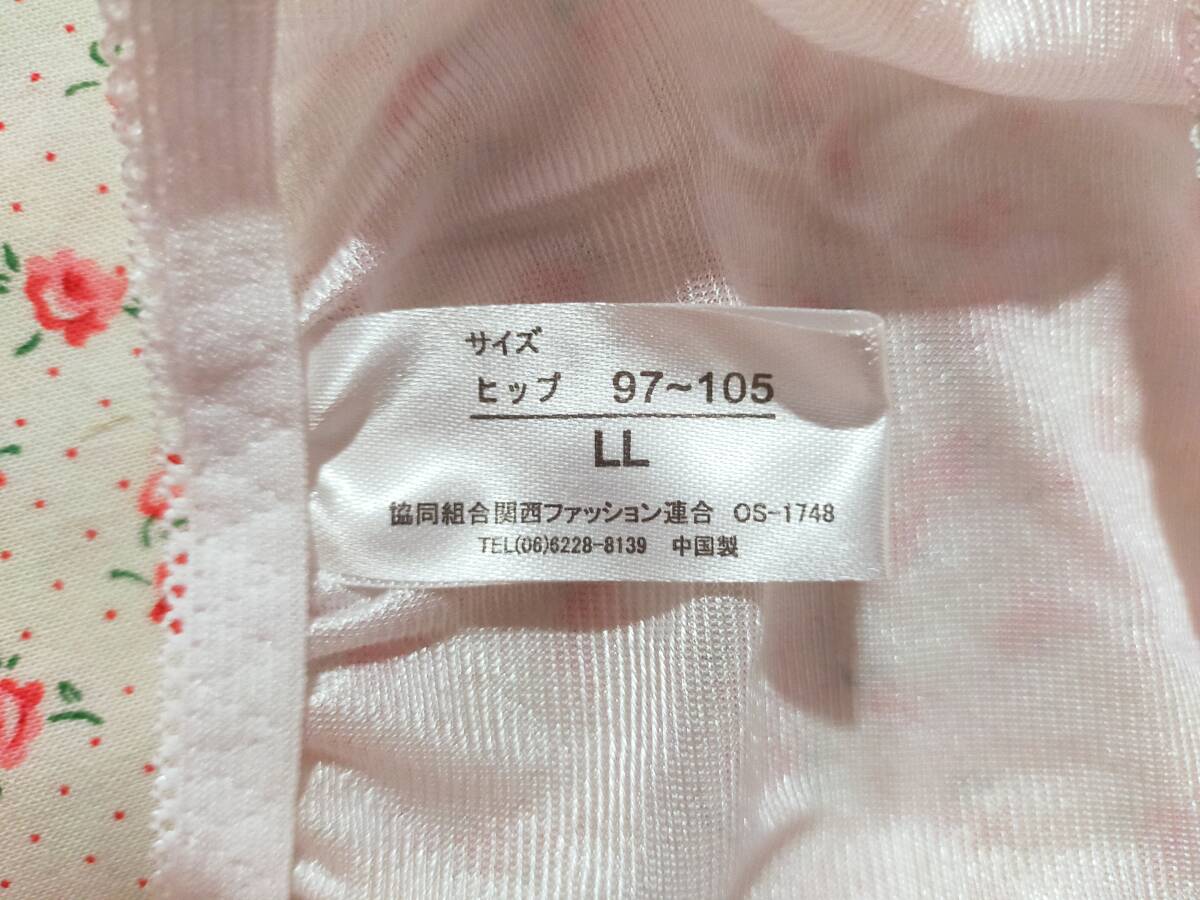 サイズ
ヒップ 97~105
LL
協同組合関西ファッション連合 OS-1748
TEL(06)6228-8139 中国製